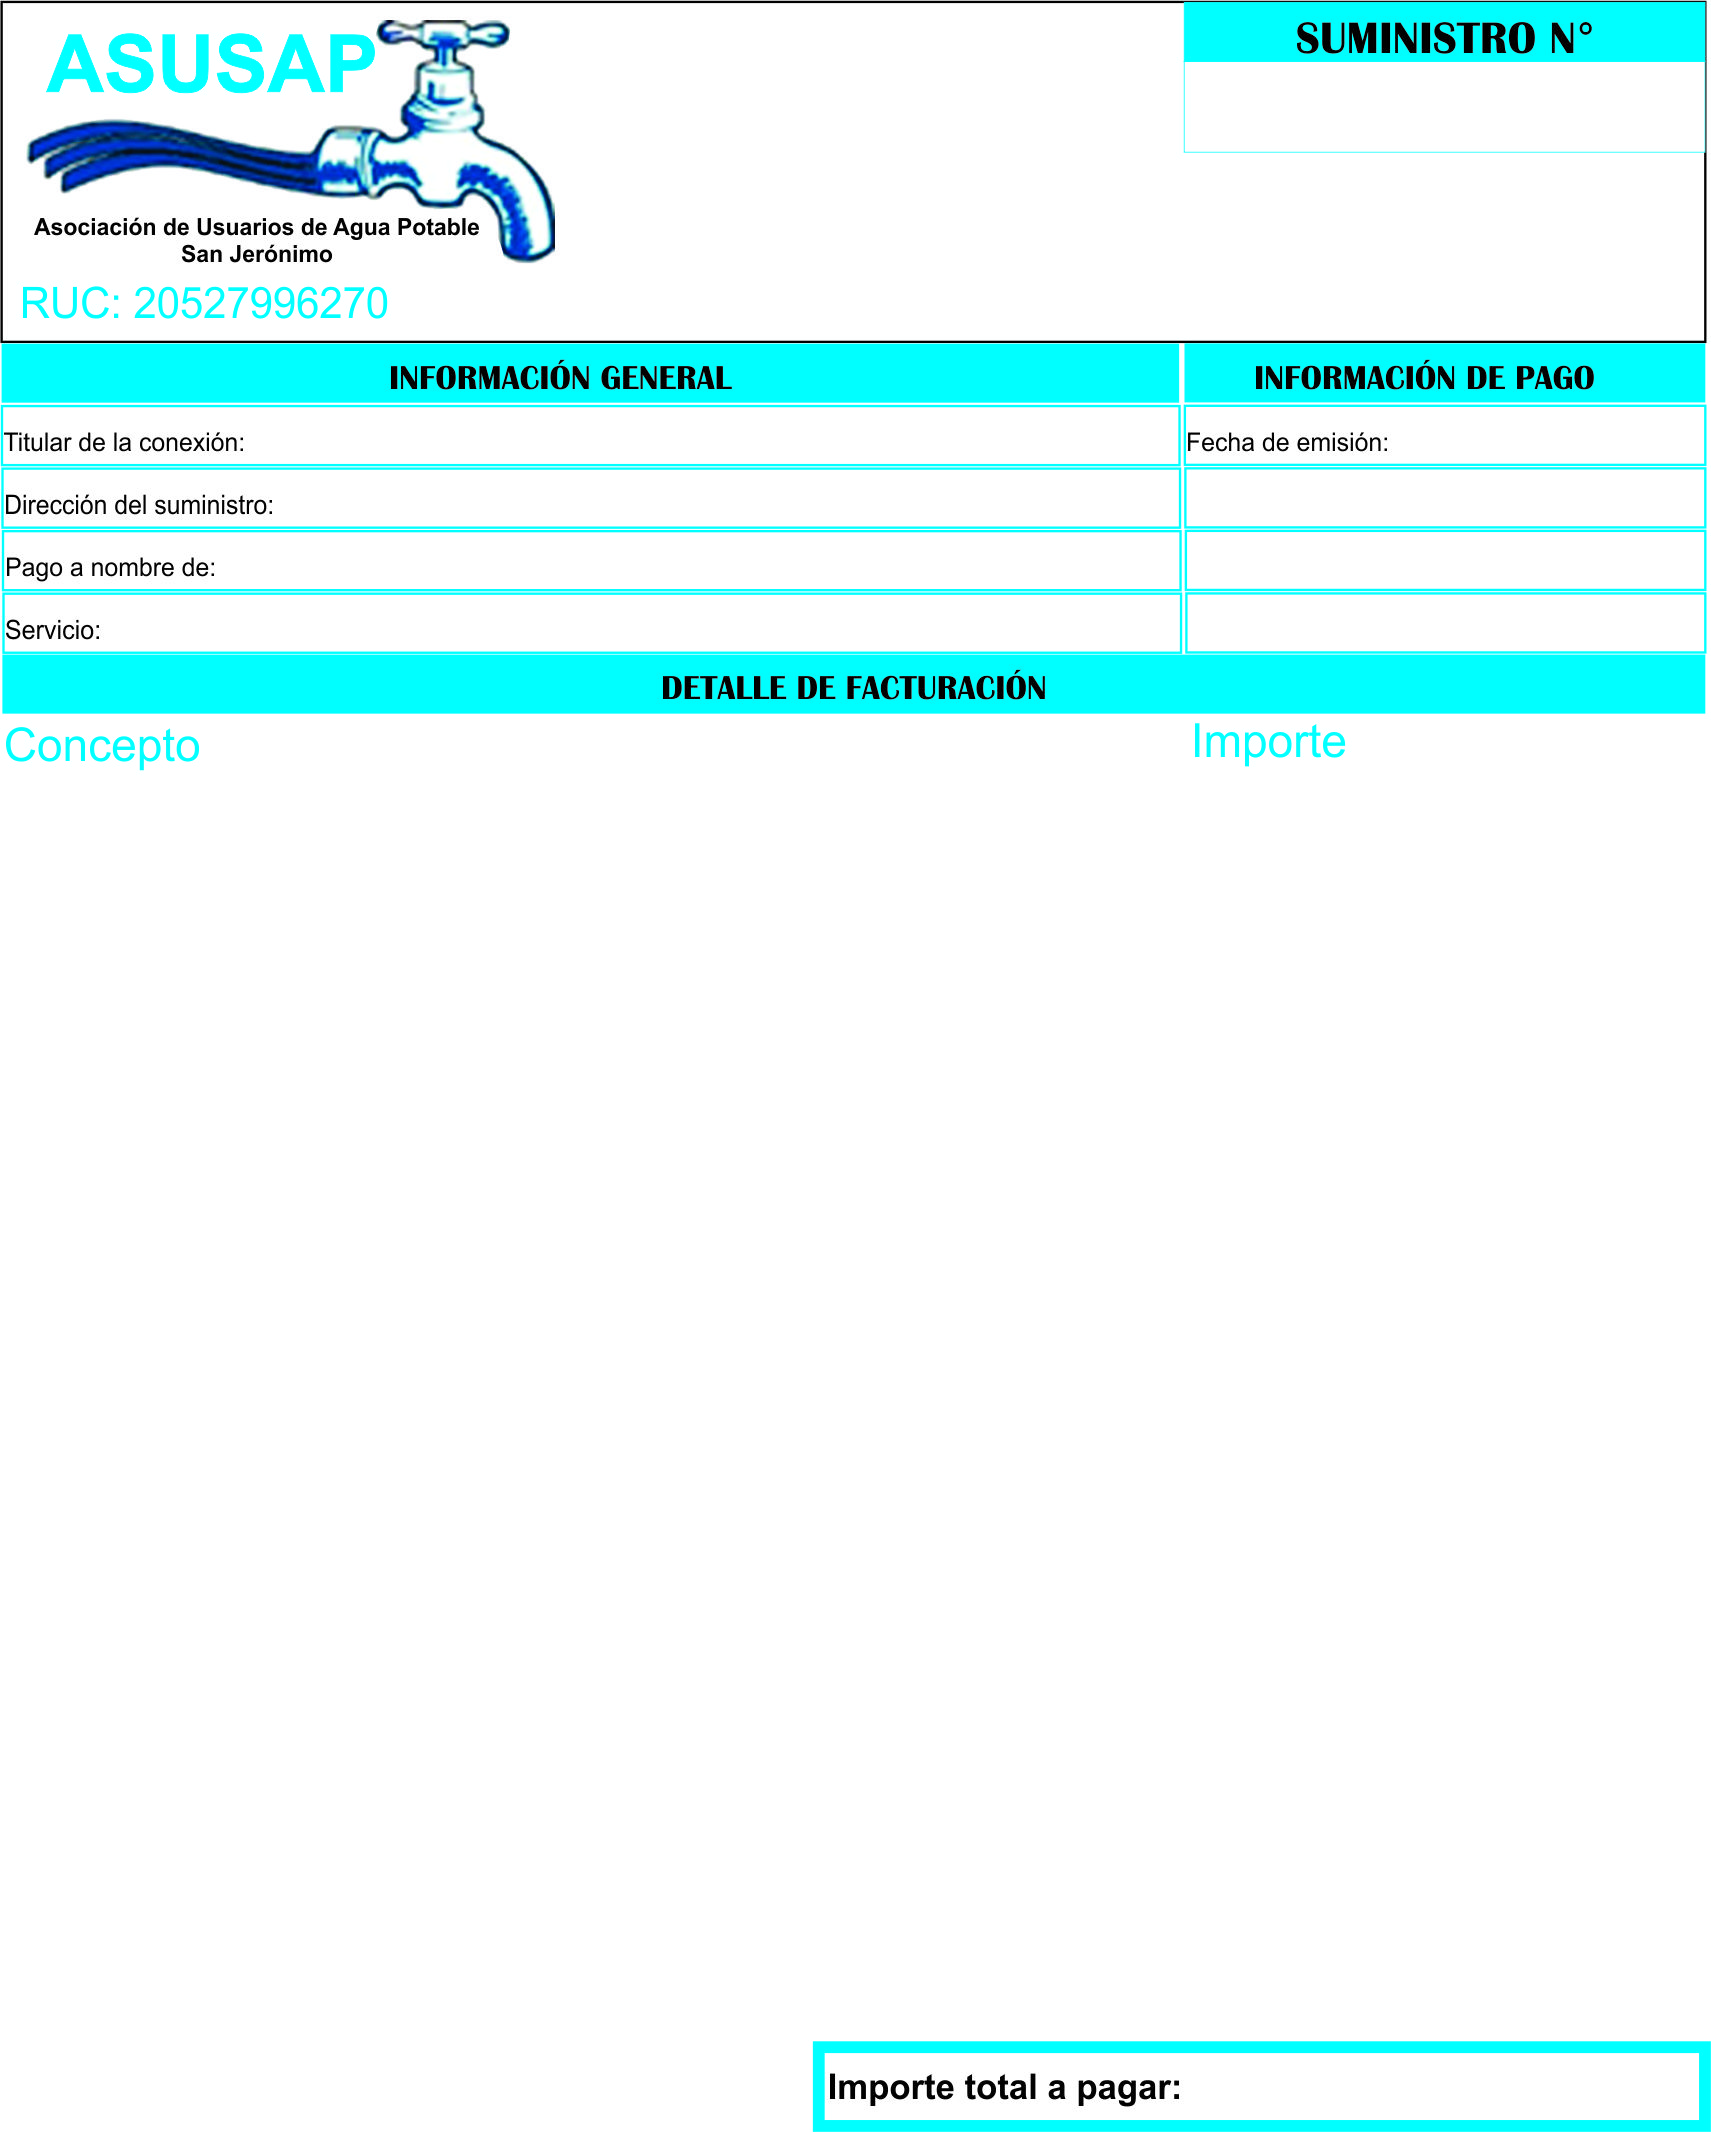 ASUSAP
SUMINISTRO N°
Asociación de Usuarios de Agua Potable
San Jerónimo
RUC: 20527996270
INFORMACIÓN GENERAL
INFORMACIÓN DE PAGO
Titular de la conexión:
Fecha de emisión:
Dirección del suministro:
Pago a nombre de:
Servicio:
DETALLE DE FACTURACIÓN
Concepto
Importe
Importe total a pagar: